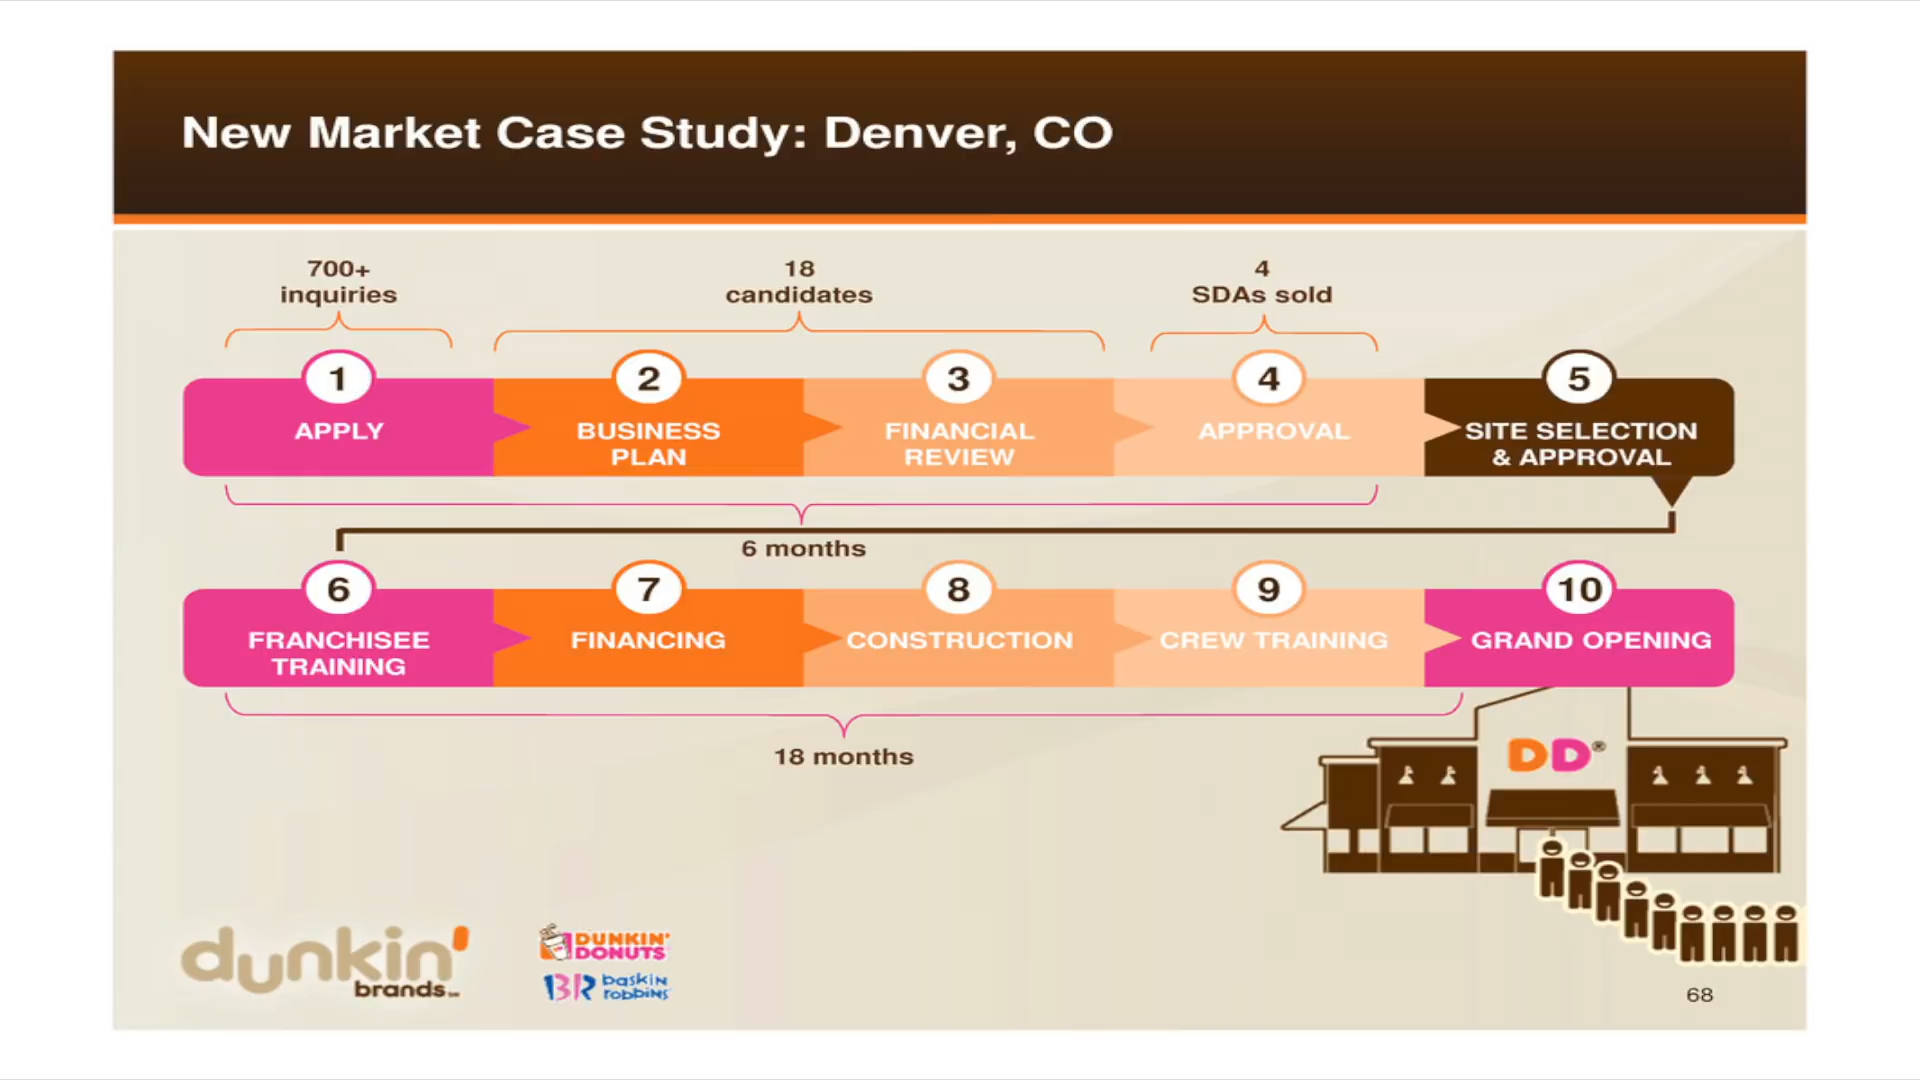 New Market Case Study: Denver, CO
700+
inquiries
18
candidates
4
SDAs sold
1
APPLY
2
BUSINESS
PLAN
3
FINANCIAL
REVIEW
4
APPROVAL
5
SITE SELECTION
& APPROVAL
6 months
6
FRANCHISEE
TRAINING
7
FINANCING
8
CONSTRUCTION
9
CREW TRAINING
10
GRAND OPENING
18 months
DD®
dunkin'
brands
DUNKIN'
DONUTS
BR baskin
robbins
68